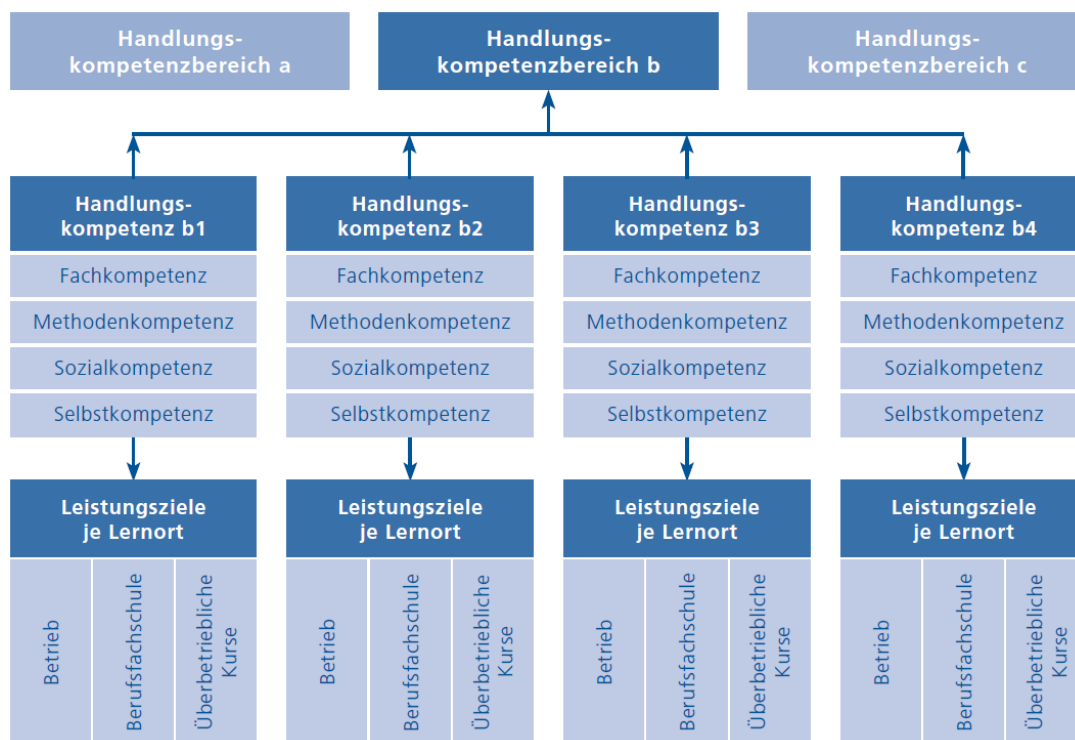 Handlungs-
kompetenzbereich a
Handlungs-
kompetenzbereich b
Handlungs-
kompetenzbereich c
Handlungs-
kompetenz b1
Fachkompetenz
Methodenkompetenz
Sozialkompetenz
Selbstkompetenz
Leistungsziele
je Lernort
Betrieb
Berufsfachschule
Überbetriebliche
Kurse
Handlungs-
kompetenz b2
Fachkompetenz
Methodenkompetenz
Sozialkompetenz
Selbstkompetenz
Leistungsziele
je Lernort
Betrieb
Berufsfachschule
Überbetriebliche
Kurse
Handlungs-
kompetenz b3
Fachkompetenz
Methodenkompetenz
Sozialkompetenz
Selbstkompetenz
Leistungsziele
je Lernort
Betrieb
Berufsfachschule
Überbetriebliche
Kurse
Handlungs-
kompetenz b4
Fachkompetenz
Methodenkompetenz
Sozialkompetenz
Selbstkompetenz
Leistungsziele
je Lernort
Betrieb
Berufsfachschule
Überbetriebliche
Kurse